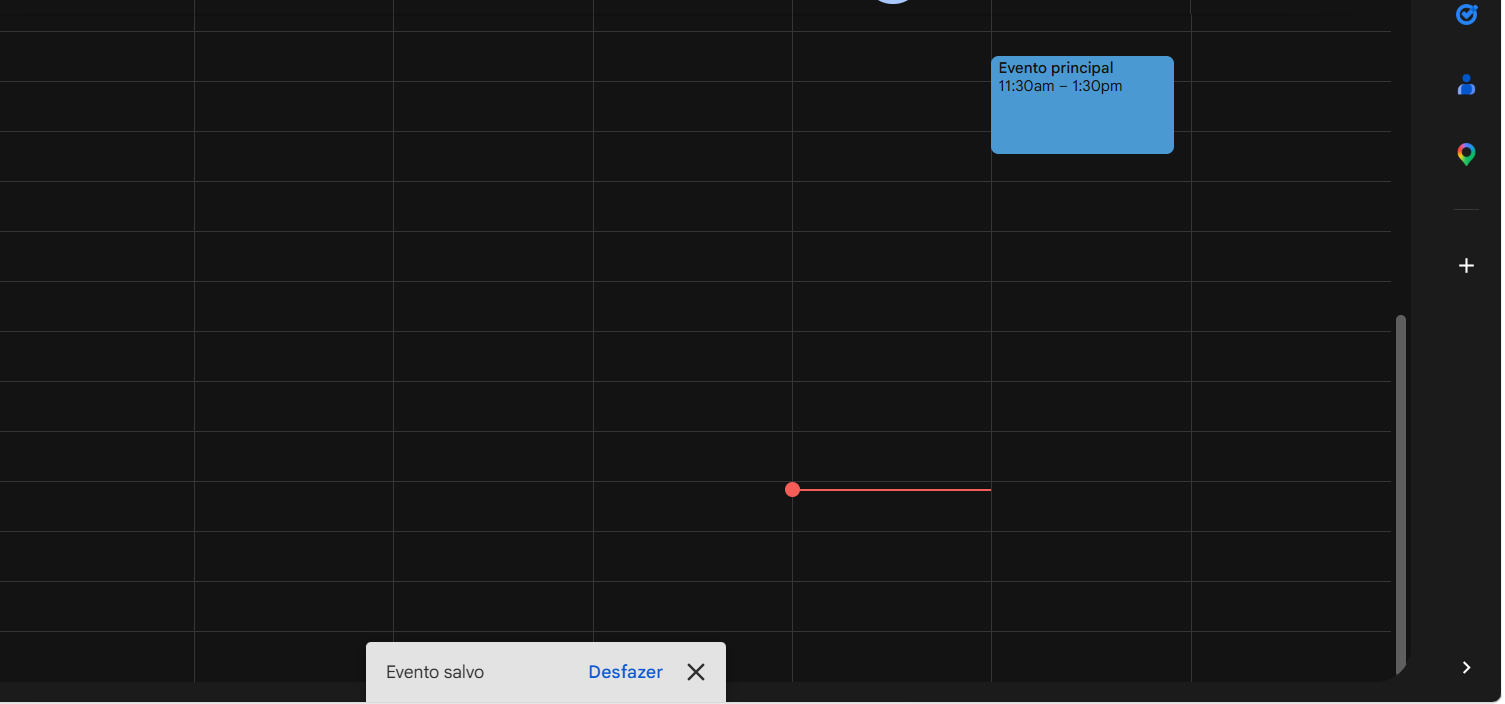 Evento principal
11:30am – 1:30pm
Evento salvo
Desfazer